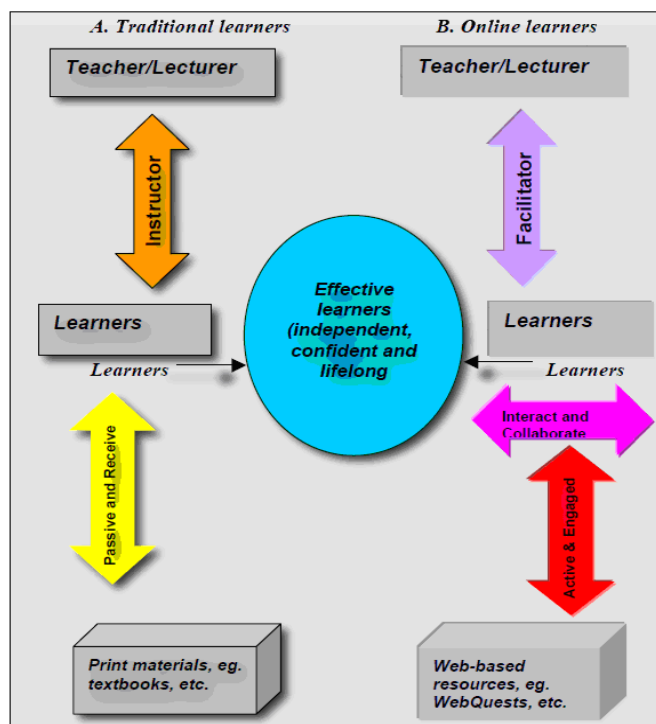 A. Traditional learners
B. Online learners
Teacher/Lecturer
Teacher/Lecturer
Instructor
Facilitator
Effective
learners
(independent,
confident and
lifelong
Learners
Learners
Learners
Learners
Interact and
Collaborate
Passive and Receive
Active & Engaged
Print materials, eg.
textbooks, etc.
Web-based
resources, eg.
WebQuests, etc.